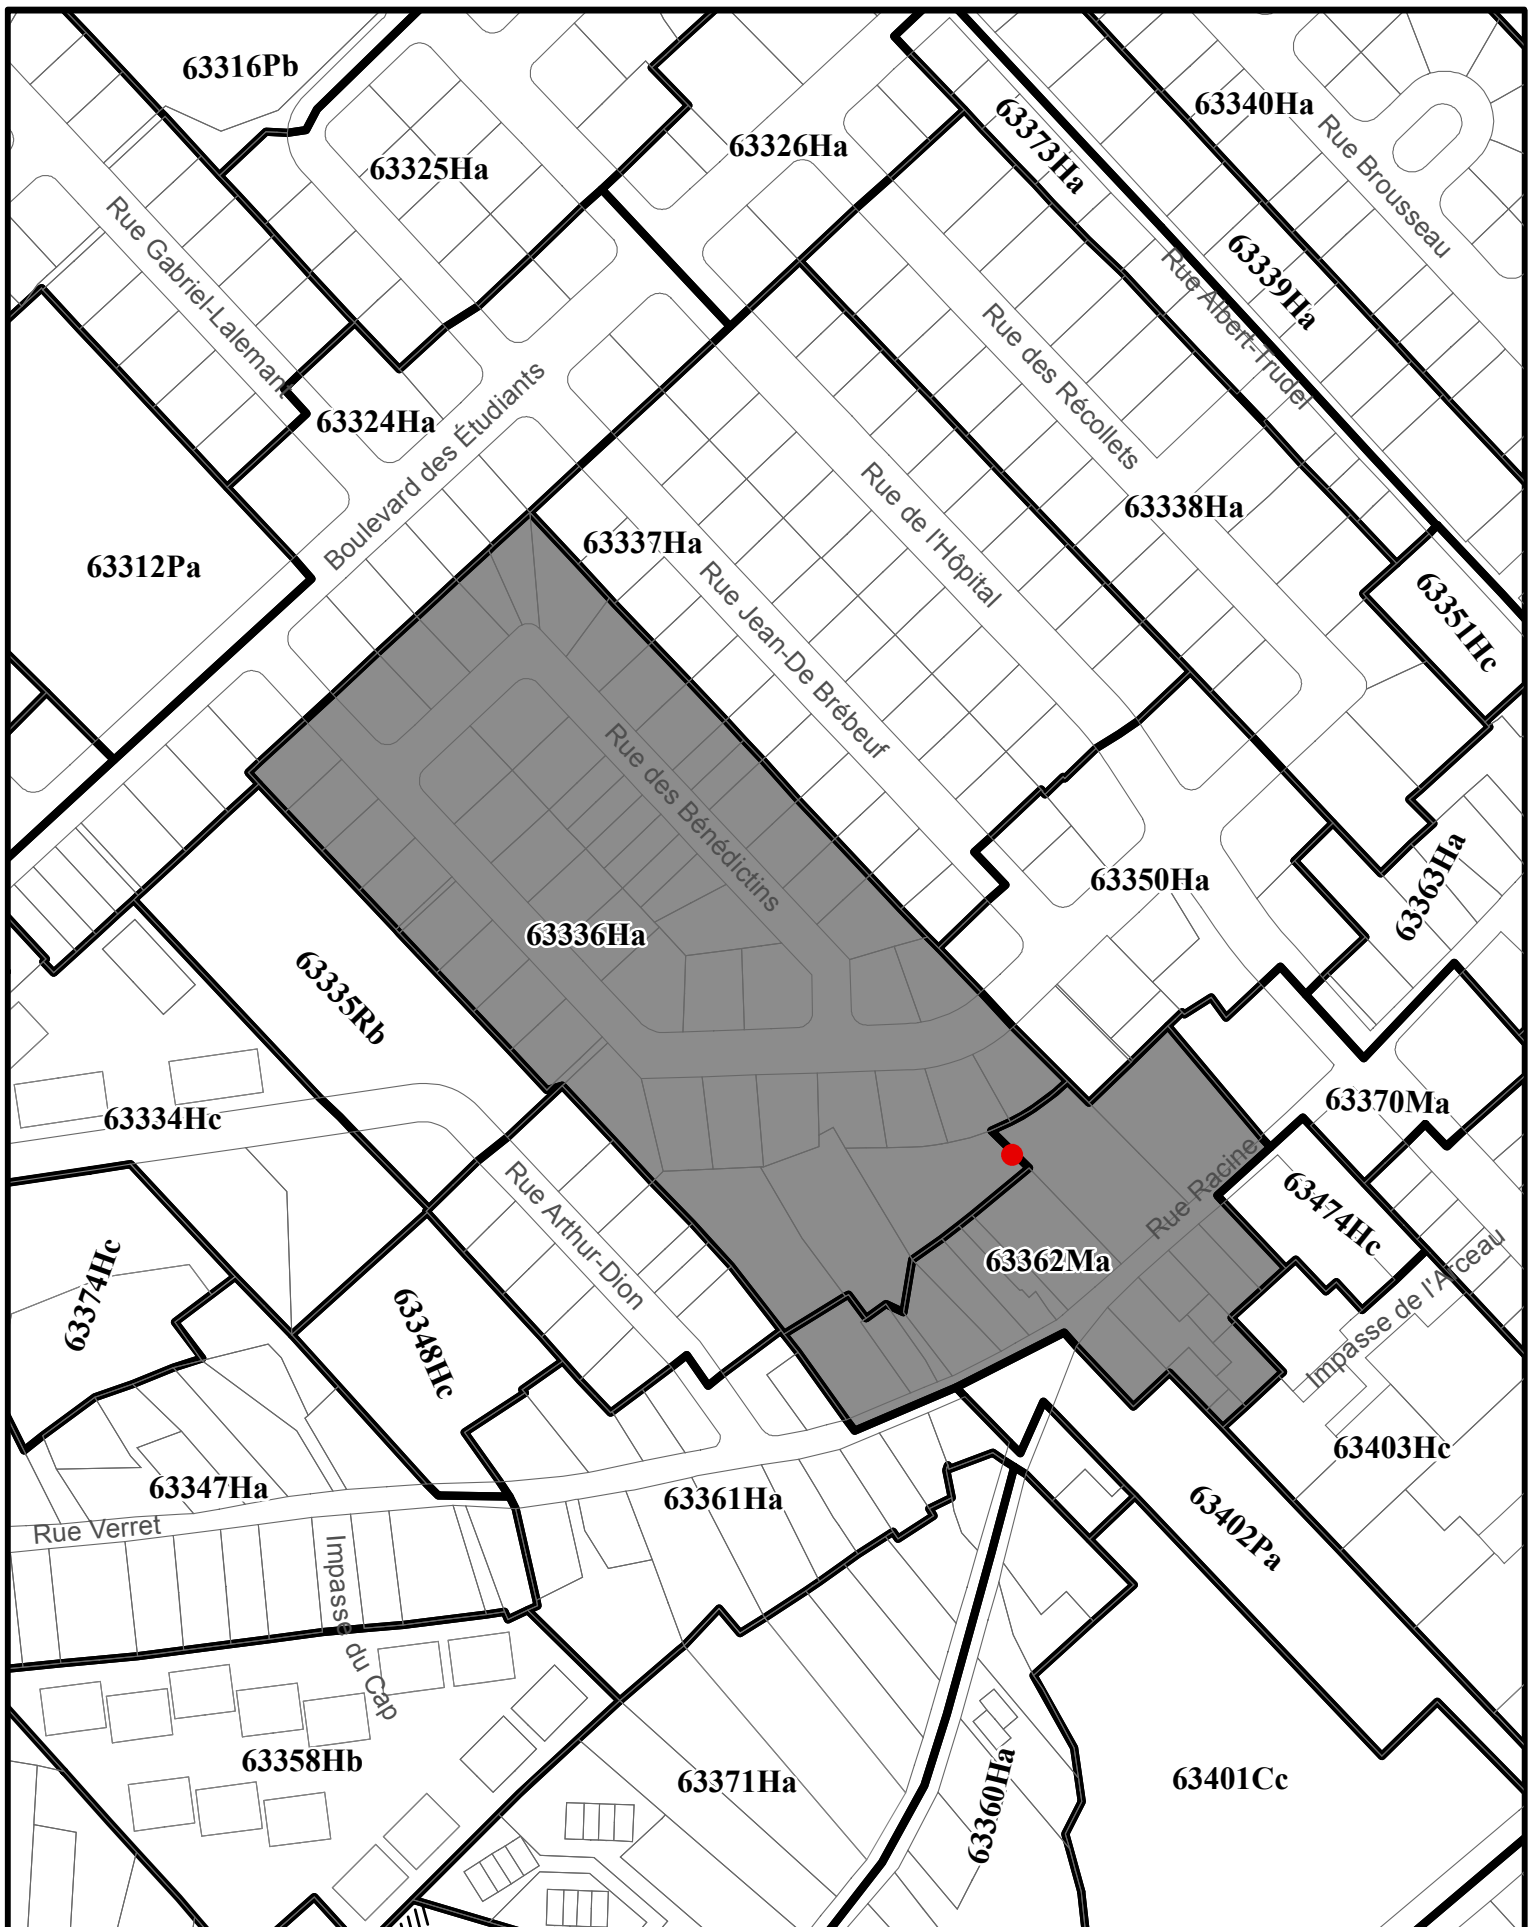 63316Pb
63340Ha
63325Ha
63326Ha
63373Ha
Rue Brousseau
Rue Gabriel-Lalemant
63339Ha
Rue Albert-Trudel
Rue des Récollets
63324Ha
Boulevard des Étudiants
63312Pa
63337Ha
Rue de l'Hôpital
63338Ha
63351Hc
Rue Jean-De Brébeuf
Rue des Bénédictins
63350Ha
63363Ha
63336Ha
63335Rb
63334Hc
63370Ma
Rue Racine
63474Hc
Rue Arthur-Dion
63362Ma
Impasse de l'Arceau
63374Hc
63348Hc
63403Hc
63347Ha
63361Ha
63402Pa
Rue Verret
Impasse du Cap
63358Hb
63371Ha
63360Ha
63401Cc